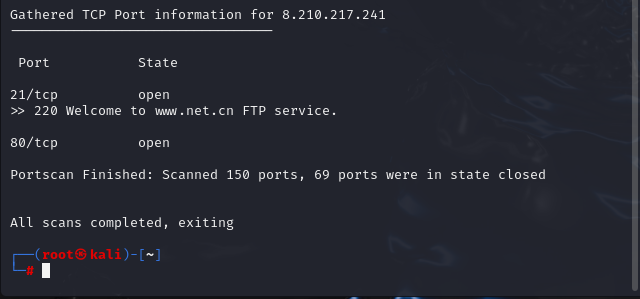 Gathered TCP Port information for 8.210.217.241
-------------------------------
Port State
21/tcp open
>> 220 Welcome to www.net.cn FTP service.
80/tcp open
Portscan Finished: Scanned 150 ports, 69 ports were in state closed
All scans completed, exiting
┌──(root㉿kali)-[~]
└─#